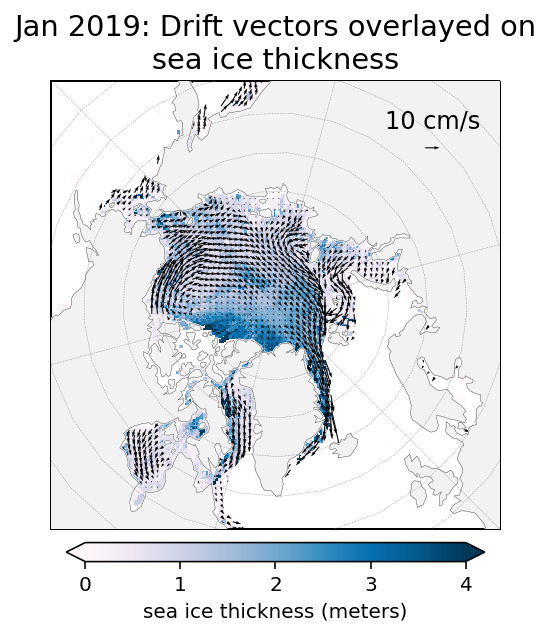 Jan 2019: Drift vectors overlayed on
sea ice thickness
10 cm/s
0 1 2 3 4
sea ice thickness (meters)